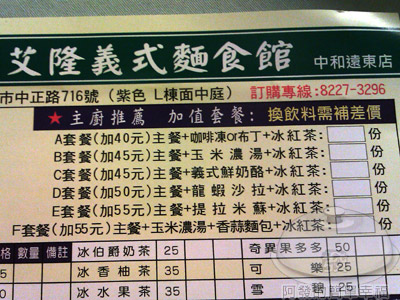 艾隆義式麵食館 中和遠東店
市中正路716號 (紫色 L棟面中庭) 訂購專線:8227-3296
★主廚推薦 加值套餐: 換飲料需補差價
A套餐(加40元)主餐+咖啡凍or布丁+冰紅茶: 份
B套餐(加45元)主餐+玉米濃湯+冰紅茶: 份
C套餐(加45元)主餐+義式鮮奶酪+冰紅茶: 份
D套餐(加50元)主餐+龍蝦沙拉+冰紅茶: 份
E套餐(加55元)主餐+提拉米蘇+冰紅茶: 份
F套餐(加55元)主餐+玉米濃湯+香蒜麵包+冰紅茶: 份
格 數量 備註 冰伯爵奶茶 25 奇異果多多 50
冰香柚茶 35 可樂 25
冰水果茶 35 雪碧